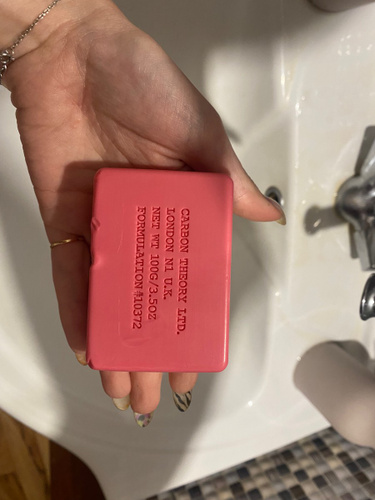 CARBON THEORY LTD.
LONDON N1 U.K.
NET WT 100G/3.5OZ
FORMULATION #10372